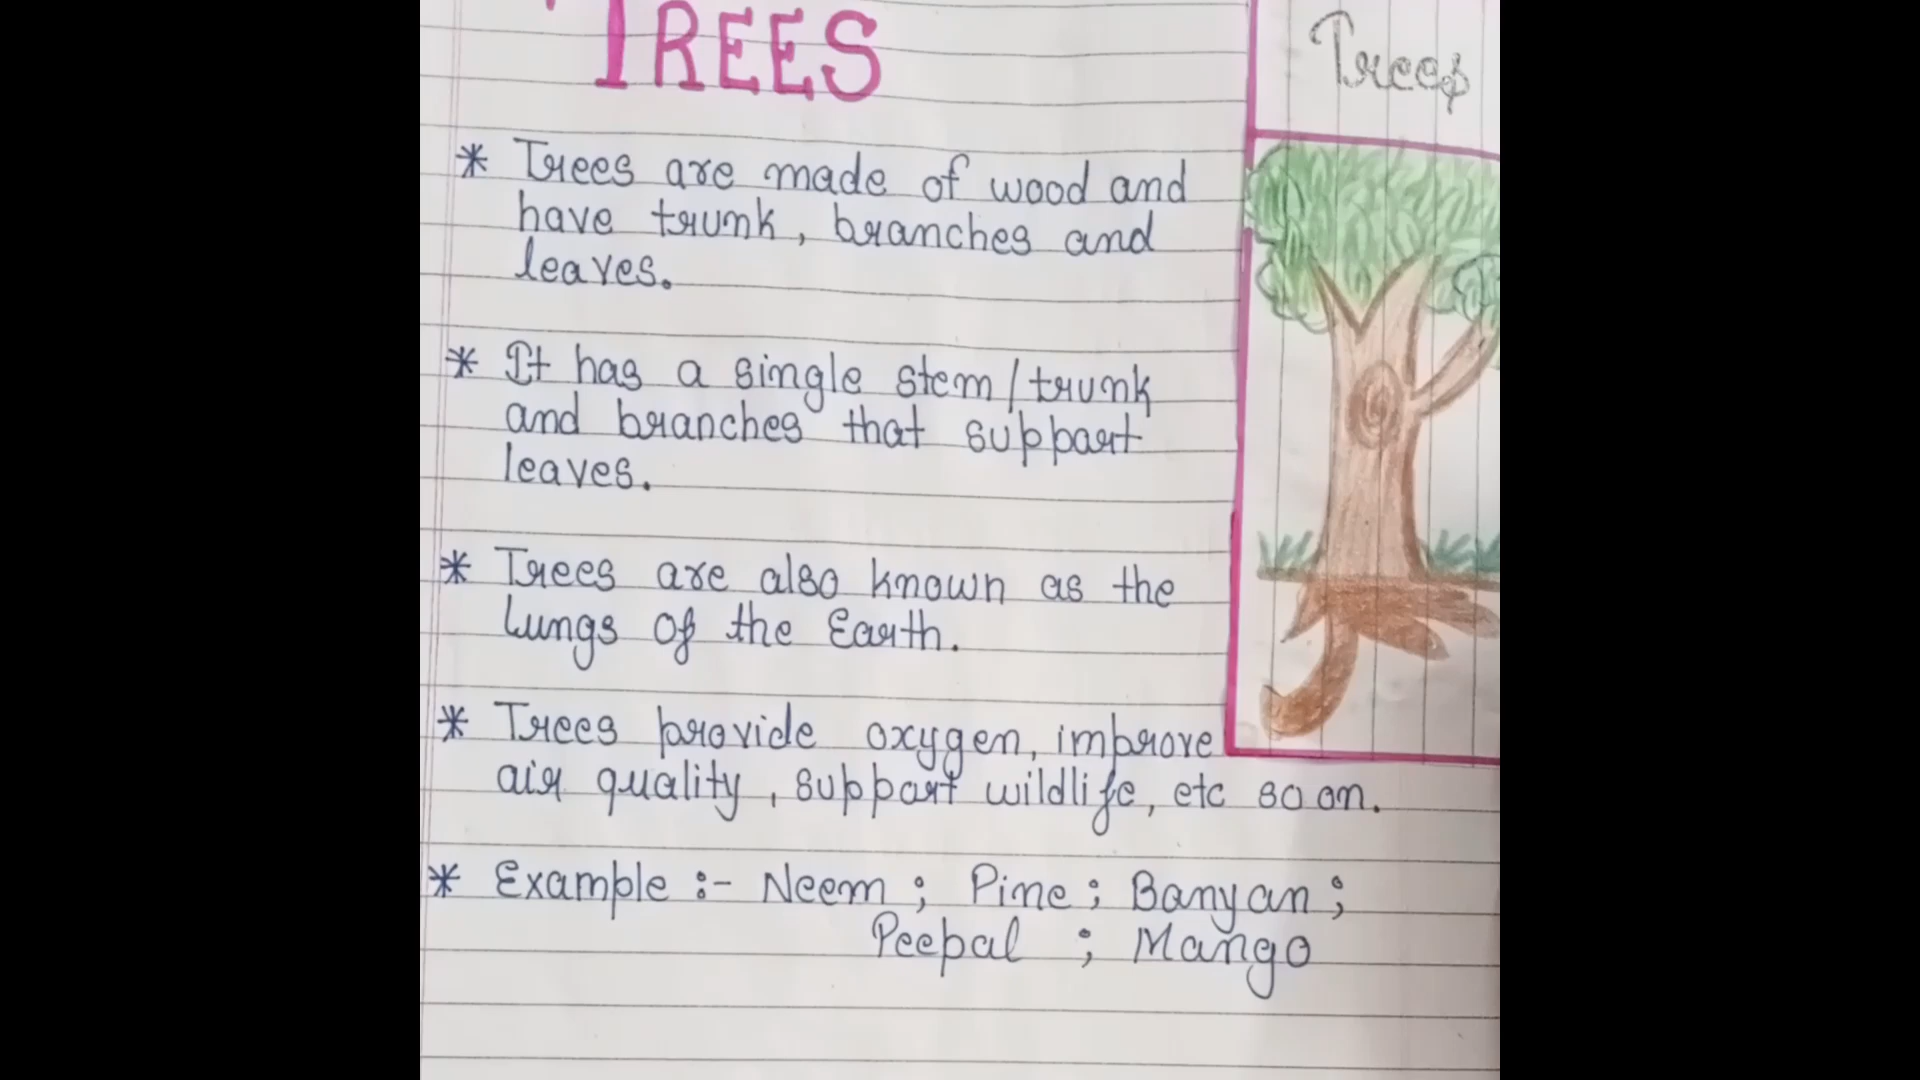 TREES
Trees
* Trees are made of wood and
have trunk, branches and
leaves.
* It has a single stem/trunk
and branches that support
leaves.
* Trees are also known as the
Lungs of the Earth.
* Trees provide oxygen, improve
air quality, support wildlife, etc so on.
* Example :- Neem ; Pine ; Banyan ;
Peepal ; Mango